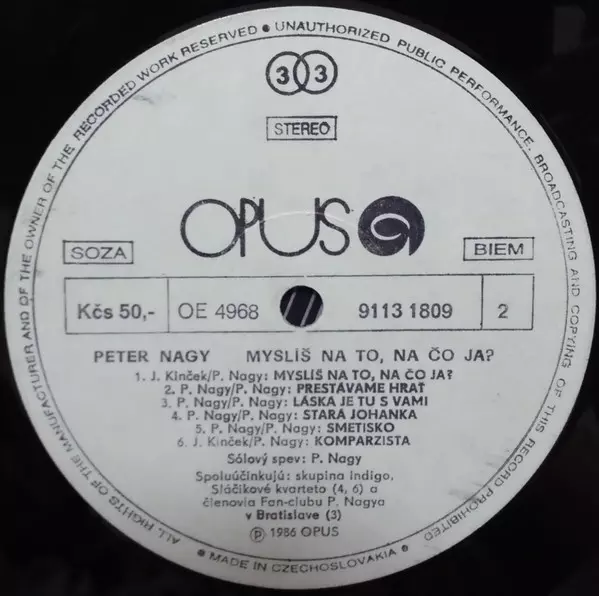 ALL RIGHTS OF THE MANUFACTURER AND OF THE OWNER OF THE RECORDED WORK RESERVED • UNAUTHORIZED PUBLIC PERFORMANCE, BROADCASTING AND COPYING OF THIS RECORD PROHIBITED
33
STEREO
OPUS
SOZA
BIEM
Kčs 50,- OE 4968 9113 1809 2
PETER NAGY MYSLÍŠ NA TO, NA ČO JA?
1. J. Kinček/P. Nagy: MYSLÍŠ NA TO, NA ČO JA?
2. P. Nagy/P. Nagy: PRESTÁVAME HRAŤ
3. P. Nagy/P. Nagy: LÁSKA JE TU S VAMI
4. P. Nagy/P. Nagy: STARÁ JOHANKA
5. P. Nagy/P. Nagy: SMETISKO
6. J. Kinček/P. Nagy: KOMPARZISTA
Sólový spev: P. Nagy
Spoluúčinkujú: skupina Indigo,
Sláčikové kvarteto (4, 6) a
členovia Fan-clubu P. Nagya
v Bratislave (3)
Ⓟ 1986 OPUS
• MADE IN CZECHOSLOVAKIA •